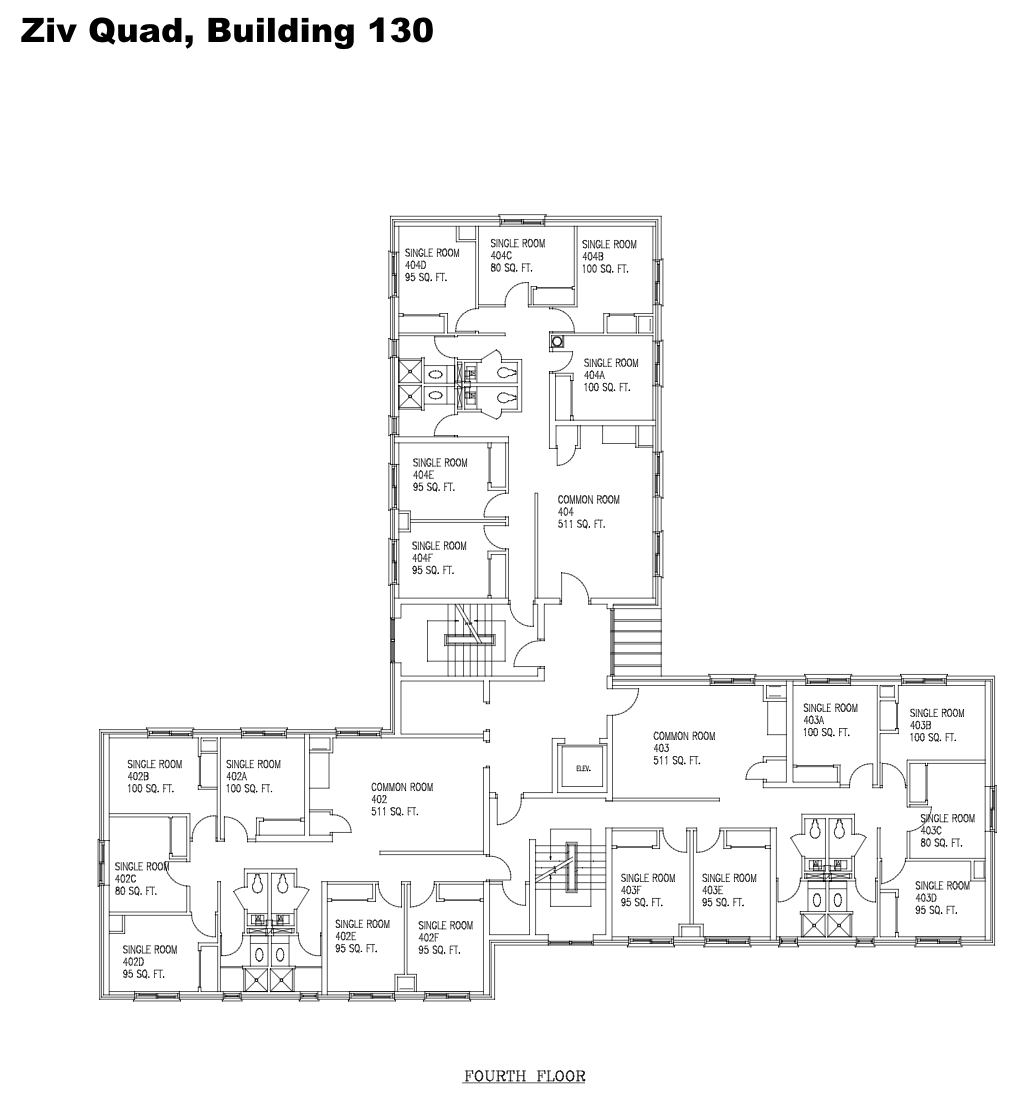 Ziv Quad, Building 130
SINGLE ROOM
404D
95 SQ. FT.
SINGLE ROOM
404C
80 SQ. FT.
SINGLE ROOM
404B
100 SQ. FT.
SINGLE ROOM
404A
100 SQ. FT.
SINGLE ROOM
404E
95 SQ. FT.
COMMON ROOM
404
511 SQ. FT.
SINGLE ROOM
404F
95 SQ. FT.
SINGLE ROOM
402B
100 SQ. FT.
SINGLE ROOM
402A
100 SQ. FT.
COMMON ROOM
402
511 SQ. FT.
ELEV.
COMMON ROOM
403
511 SQ. FT.
SINGLE ROOM
403A
100 SQ. FT.
SINGLE ROOM
403B
100 SQ. FT.
SINGLE ROOM
403C
80 SQ. FT.
SINGLE ROOM
402C
80 SQ. FT.
SINGLE ROOM
403F
95 SQ. FT.
SINGLE ROOM
403E
95 SQ. FT.
SINGLE ROOM
403D
95 SQ. FT.
SINGLE ROOM
402D
95 SQ. FT.
SINGLE ROOM
402E
95 SQ. FT.
SINGLE ROOM
402F
95 SQ. FT.
FOURTH FLOOR